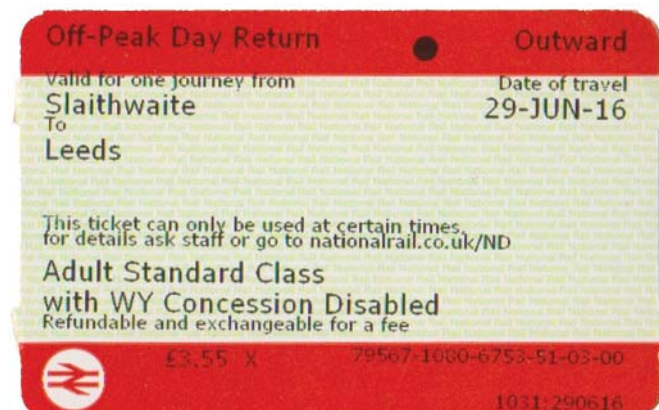 Off-Peak Day Return Outward
Valid for one journey from Date of travel
Slaithwaite 29-JUN-16
To
Leeds
This ticket can only be used at certain times,
for details ask staff or go to nationalrail.co.uk/ND
Adult Standard Class
with WY Concession Disabled
Refundable and exchangeable for a fee
£3.55 X 79567-1080-6753-51-03-00
1031:290616